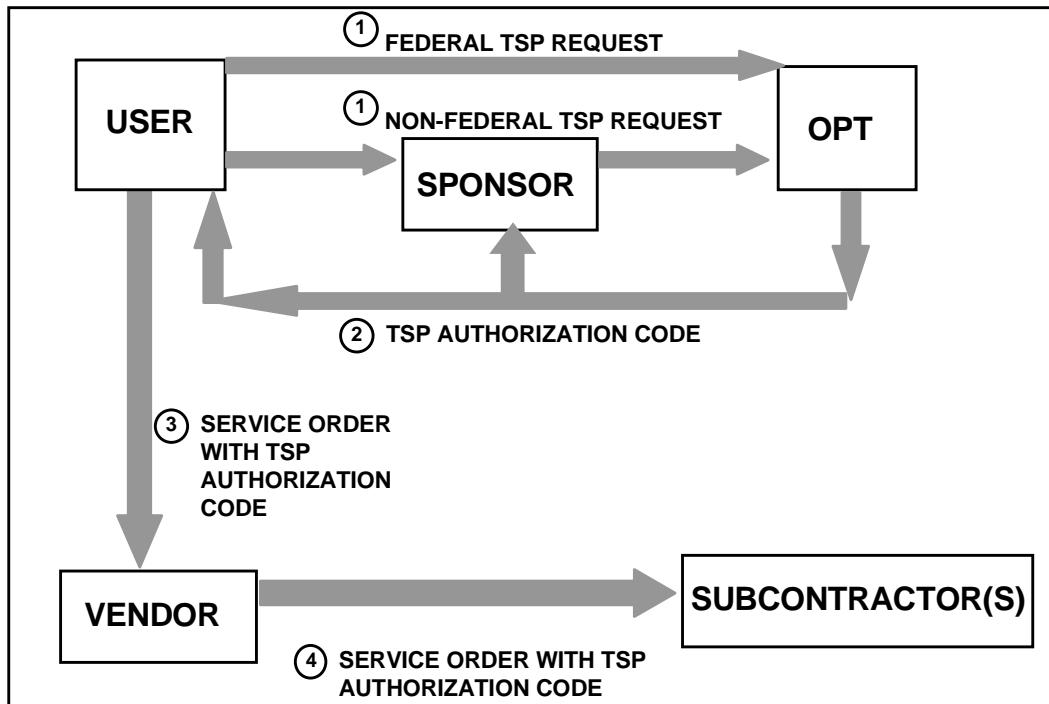 1 FEDERAL TSP REQUEST
USER
OPT
1 NON-FEDERAL TSP REQUEST
SPONSOR
2 TSP AUTHORIZATION CODE
3 SERVICE ORDER
WITH TSP
AUTHORIZATION
CODE
VENDOR
SUBCONTRACTOR(S)
4 SERVICE ORDER WITH TSP
AUTHORIZATION CODE